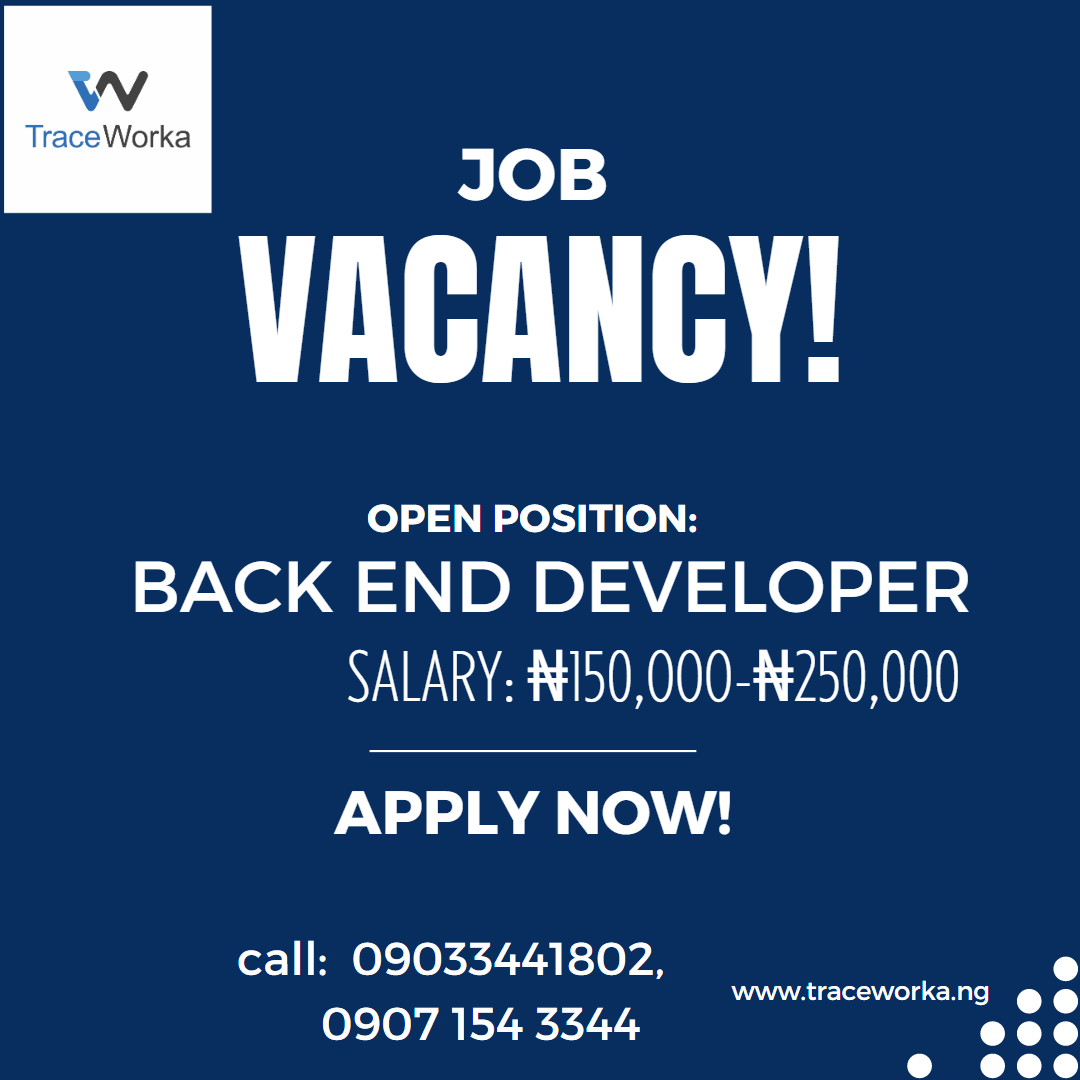 TraceWorka
JOB
VACANCY!
OPEN POSITION:
BACK END DEVELOPER
SALARY: ₦150,000-₦250,000
APPLY NOW!
call: 09033441802,
0907 154 3344
www.traceworka.ng